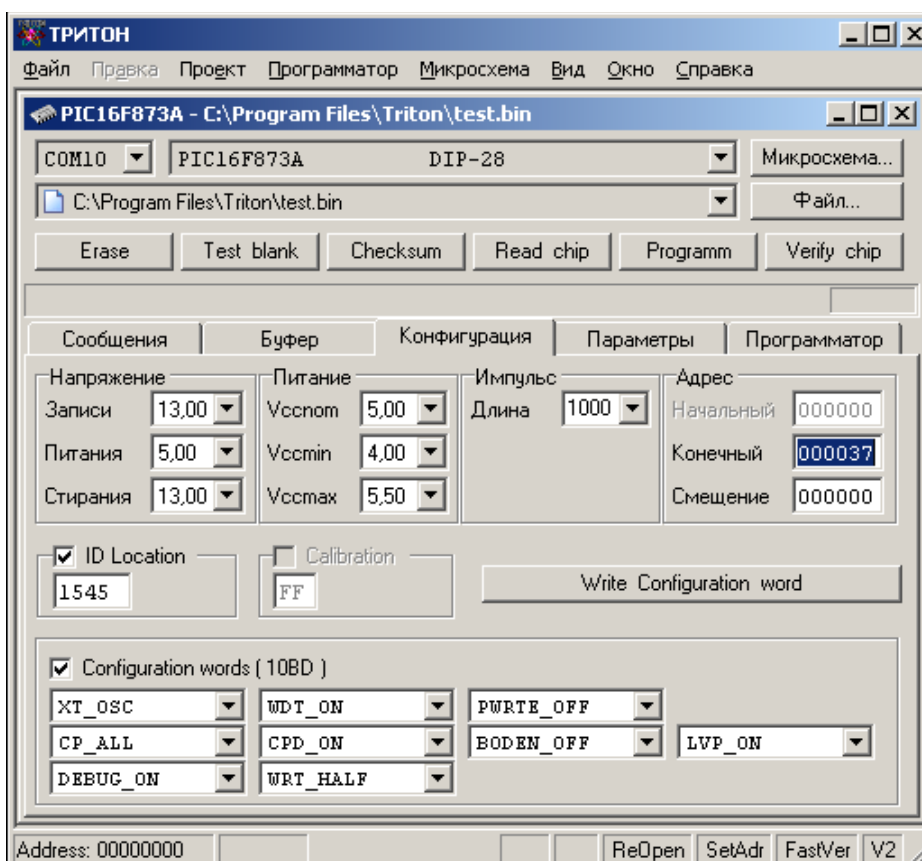 ТРИТОН
Файл Правка Проект Программатор Микросхема Вид Окно Справка
PIC16F873A - C:\Program Files\Triton\test.bin
COM10 PIC16F873A DIP-28 Микросхема...
C:\Program Files\Triton\test.bin Файл...
Erase Test blank Checksum Read chip Programm Verify chip
Сообщения Буфер Конфигурация Параметры Программатор
Напряжение Питание Импульс Адрес
Записи 13,00 Vccnom 5,00 Длина 1000 Начальный 000000
Питания 5,00 Vccmin 4,00 Конечный 000037
Стирания 13,00 Vccmax 5,50 Смещение 000000
ID Location Calibration
1545 FF Write Configuration word
Configuration words ( 10BD )
XT_OSC WDT_ON PWRTE_OFF
CP_ALL CPD_ON BODEN_OFF LVP_ON
DEBUG_ON WRT_HALF
Address: 00000000 ReOpen SetAdr FastVer V2